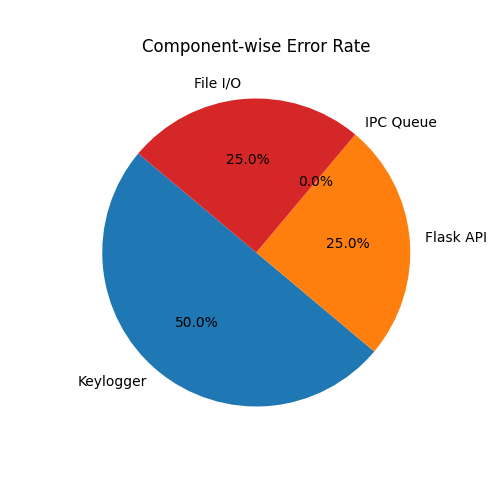 Component-wise Error Rate
File I/O
IPC Queue
25.0%
0.0%
Flask API
25.0%
50.0%
Keylogger